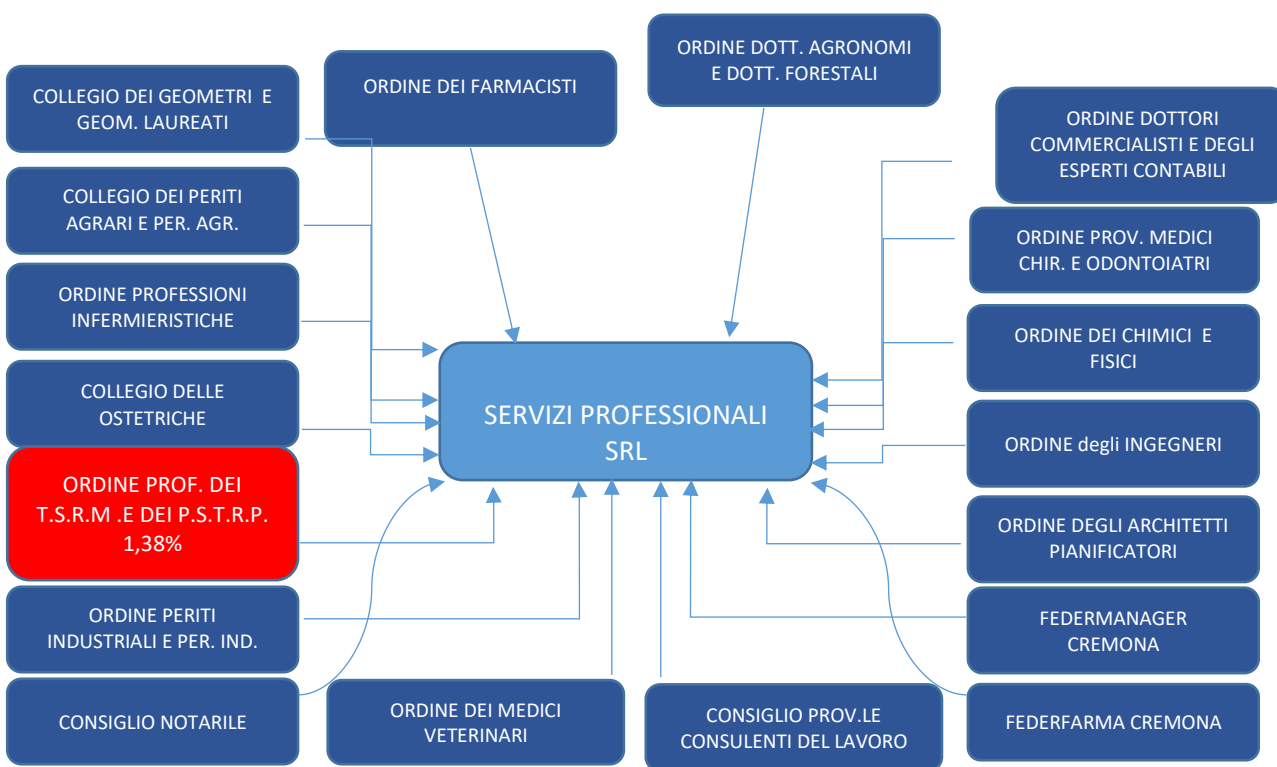 COLLEGIO DEI GEOMETRI E
GEOM. LAUREATI
ORDINE DEI FARMACISTI
ORDINE DOTT. AGRONOMI
E DOTT. FORESTALI
ORDINE DOTTORI
COMMERCIALISTI E DEGLI
ESPERTI CONTABILI
COLLEGIO DEI PERITI
AGRARI E PER. AGR.
ORDINE PROV. MEDICI
CHIR. E ODONTOIATRI
ORDINE PROFESSIONI
INFERMIERISTICHE
ORDINE DEI CHIMICI E
FISICI
COLLEGIO DELLE
OSTETRICHE
SERVIZI PROFESSIONALI
SRL
ORDINE degli INGEGNERI
ORDINE PROF. DEI
T.S.R.M .E DEI P.S.T.R.P.
1,38%
ORDINE DEGLI ARCHITETTI
PIANIFICATORI
ORDINE PERITI
INDUSTRIALI E PER. IND.
FEDERMANAGER
CREMONA
CONSIGLIO NOTARILE
ORDINE DEI MEDICI
VETERINARI
CONSIGLIO PROV.LE
CONSULENTI DEL LAVORO
FEDERFARMA CREMONA